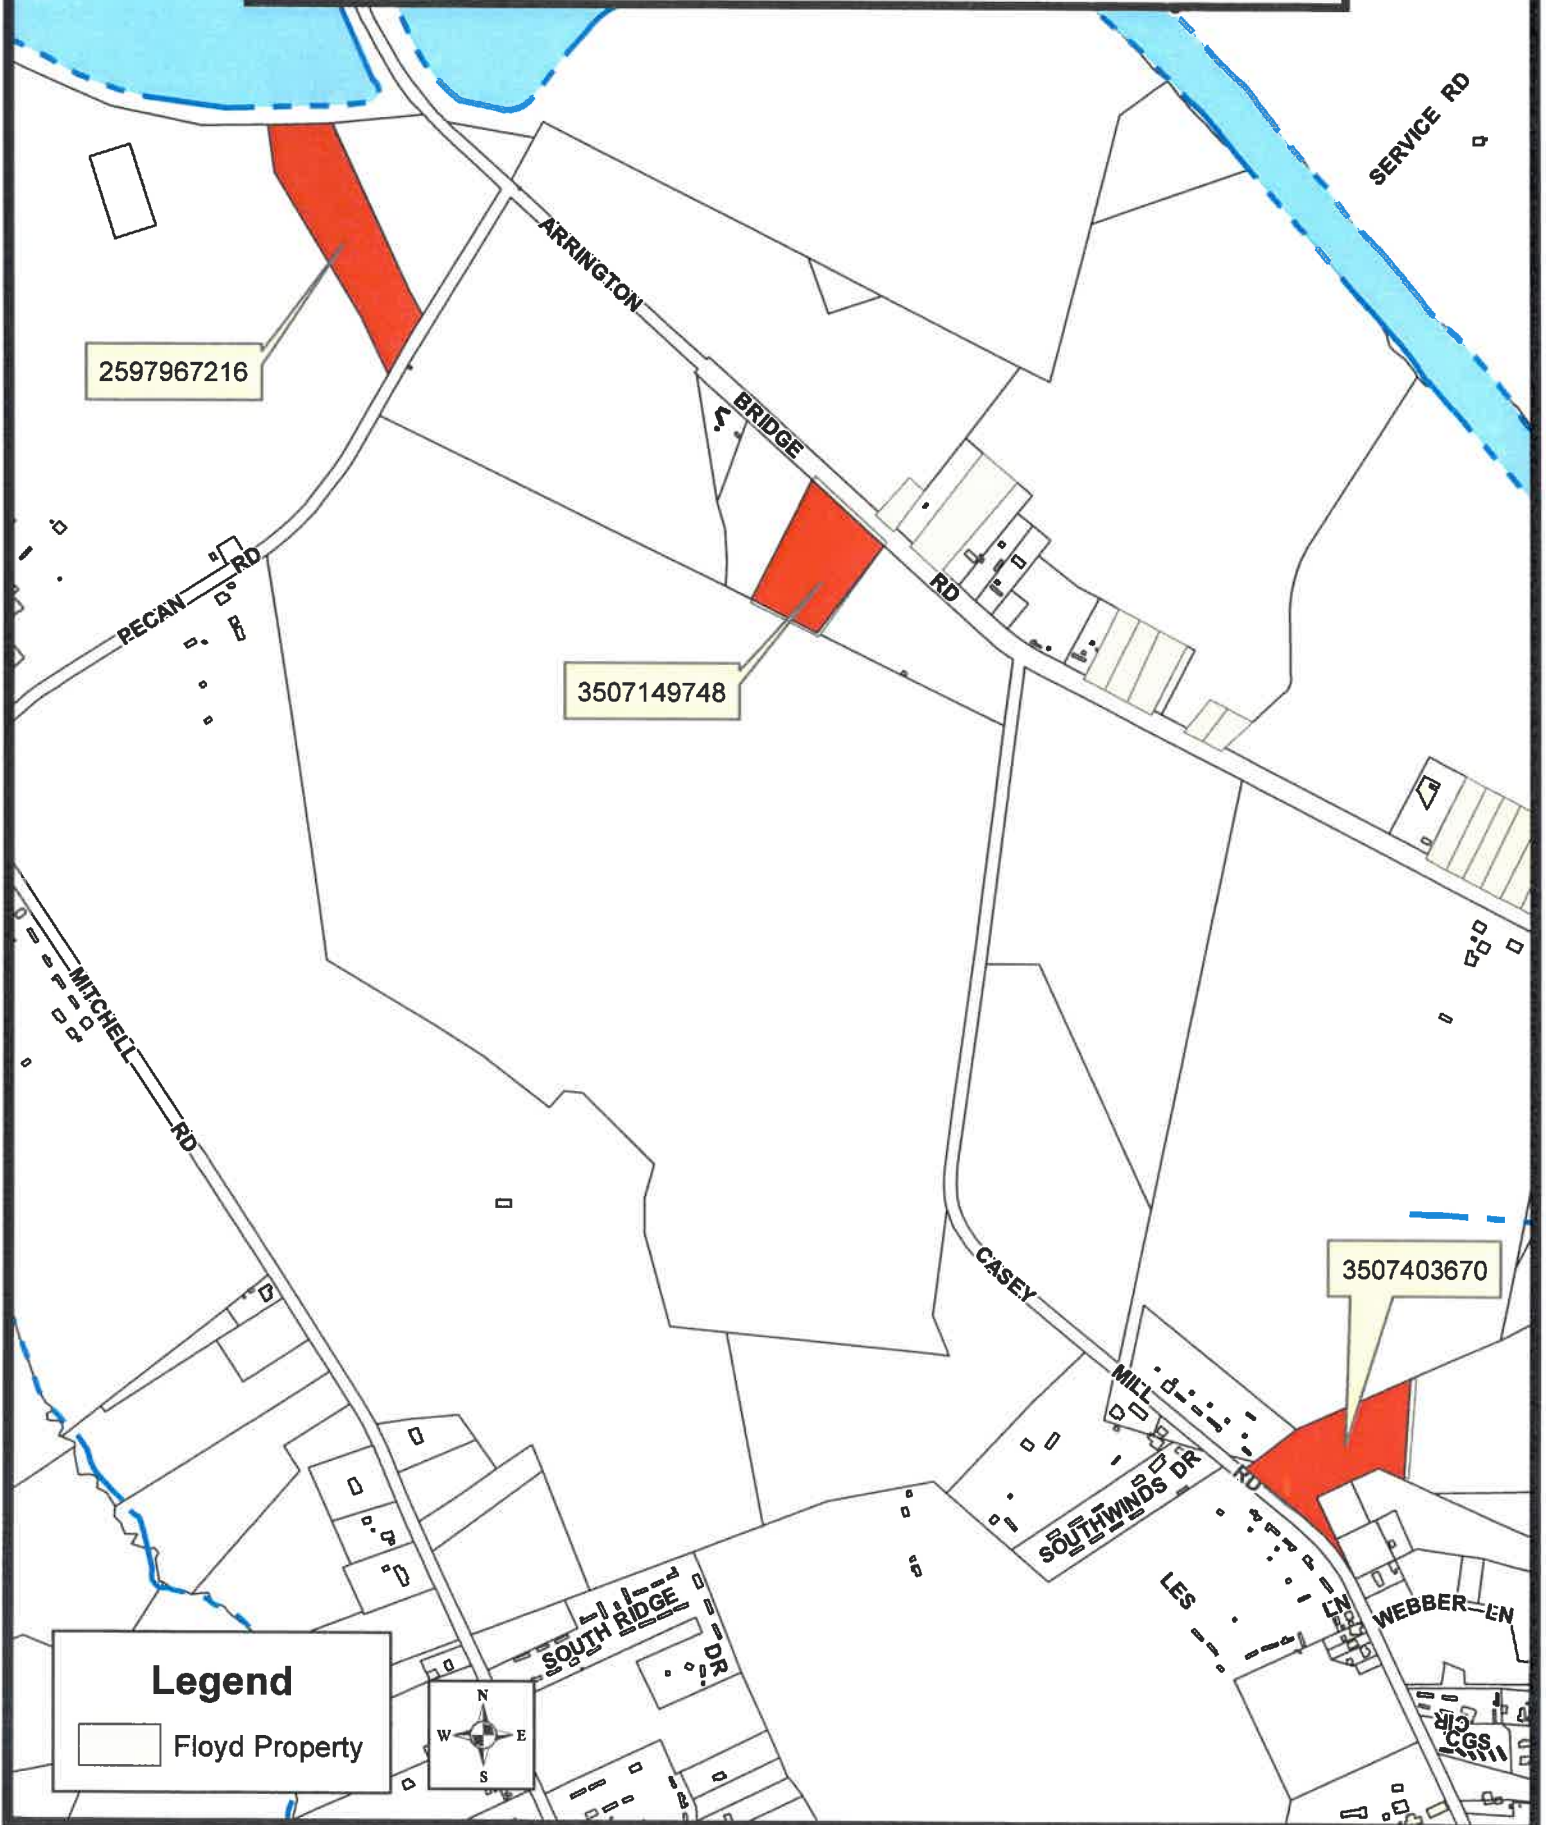 SERVICE RD
ARRINGTON
BRIDGE
RD
2597967216
PECAN
RD
3507149748
MITCHELL
RD
CASEY
MILL
RD
3507403670
SOUTHWINDS DR
LES
LN
WEBBER LN
SOUTH RIDGE
DR
CGS
CIR
Legend
Floyd Property
N
W
E
S